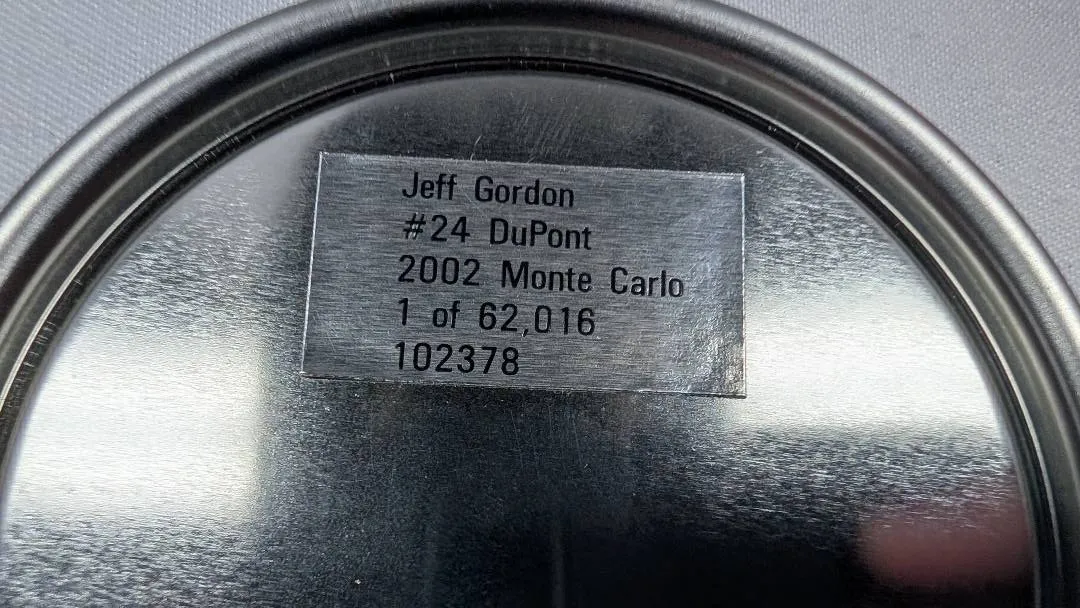 Jeff Gordon
#24 DuPont
2002 Monte Carlo
1 of 62,016
102378